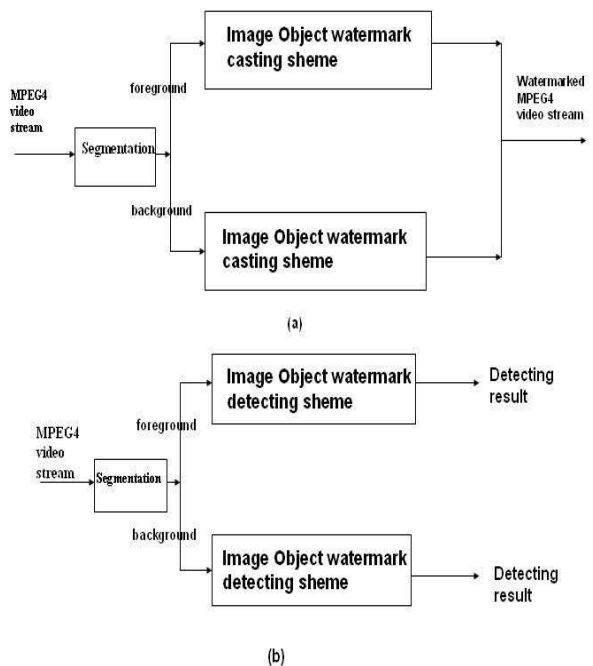 Image Object watermark
casting sheme
MPEG4
video
stream
foreground
Segmentation
Watermarked
MPEG4
video stream
background
Image Object watermark
casting sheme
(a)
Image Object watermark
detecting sheme
Detecting
result
foreground
MPEG4
video
stream
Segmentation
background
Image Object watermark
detecting sheme
Detecting
result
(b)